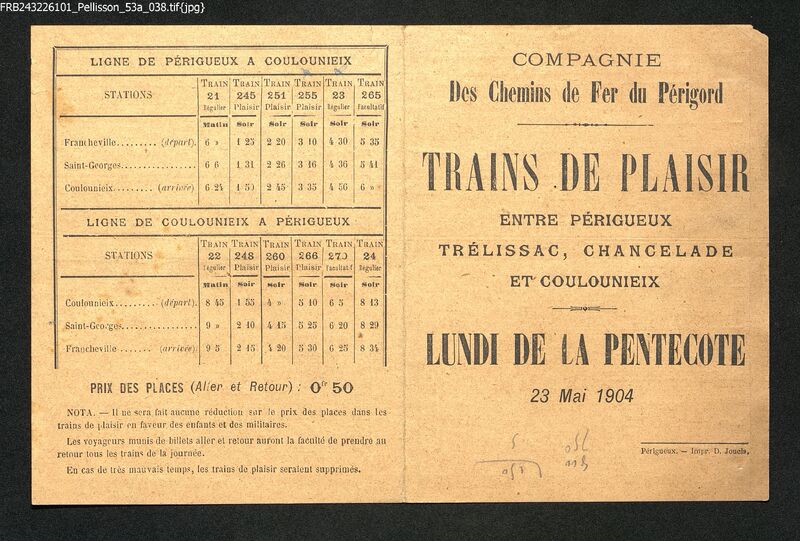 FRB243226101_Pellisson_53a_038.tif{jpg}
LIGNE DE PÉRIGUEUX A COULOUNIEIX
STATIONS
TRAIN 21 Régulier | TRAIN 245 Plaisir | TRAIN 251 Plaisir | TRAIN 255 Plaisir | TRAIN 23 Régulier | TRAIN 265 Facultatif
Matin | Soir | Soir | Soir | Soir | Soir
Francheville ......... (départ). 6 » | 1 25 | 2 20 | 3 10 | 4 30 | 5 35
Saint-Georges............... 6 6 | 1 31 | 2 26 | 3 16 | 4 36 | 5 41
Coulounieix......... (arrivée) 6 24 | 1 50 | 2 45 | 3 35 | 4 56 | 6 »
LIGNE DE COULOUNIEIX A PÉRIGUEUX
STATIONS
TRAIN 22 Régulier | TRAIN 248 Plaisir | TRAIN 260 Plaisir | TRAIN 266 Plaisir | TRAIN 270 Facultatif | TRAIN 24 Régulier
Matin | Soir | Soir | Soir | Soir | Soir
Coulounieix.......... (départ). 8 45 | 1 55 | 4 » | 5 10 | 6 5 | 8 13
Saint-Georges............... 9 » | 2 10 | 4 15 | 5 25 | 6 20 | 8 29
Francheville ....... (arrivée). 9 5 | 2 15 | 4 20 | 5 30 | 6 25 | 8 34
PRIX DES PLACES (Aller et Retour) : 0fr 50
NOTA. — Il ne sera fait aucune réduction sur le prix des places dans les
trains de plaisir en faveur des enfants et des militaires.
Les voyageurs munis de billets aller et retour auront la faculté de prendre au
retour tous les trains de la journée.
En cas de très mauvais temps, les trains de plaisir seraient supprimés.
COMPAGNIE
Des Chemins de Fer du Périgord
TRAINS DE PLAISIR
ENTRE PÉRIGUEUX
TRÉLISSAC, CHANCELADE
ET COULOUNIEIX
LUNDI DE LA PENTECOTE
23 Mai 1904
Périgueux. — Impr. D. Joucla.